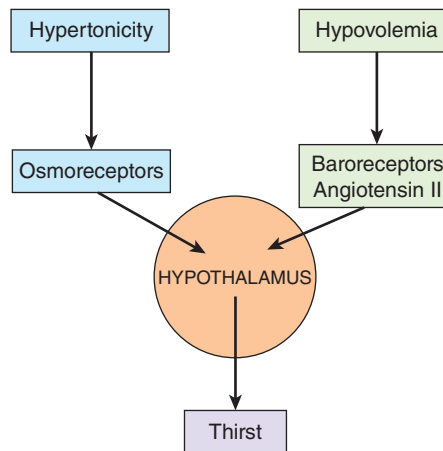 Hypertonicity
Hypovolemia
Osmoreceptors
Baroreceptors
Angiotensin II
HYPOTHALAMUS
Thirst